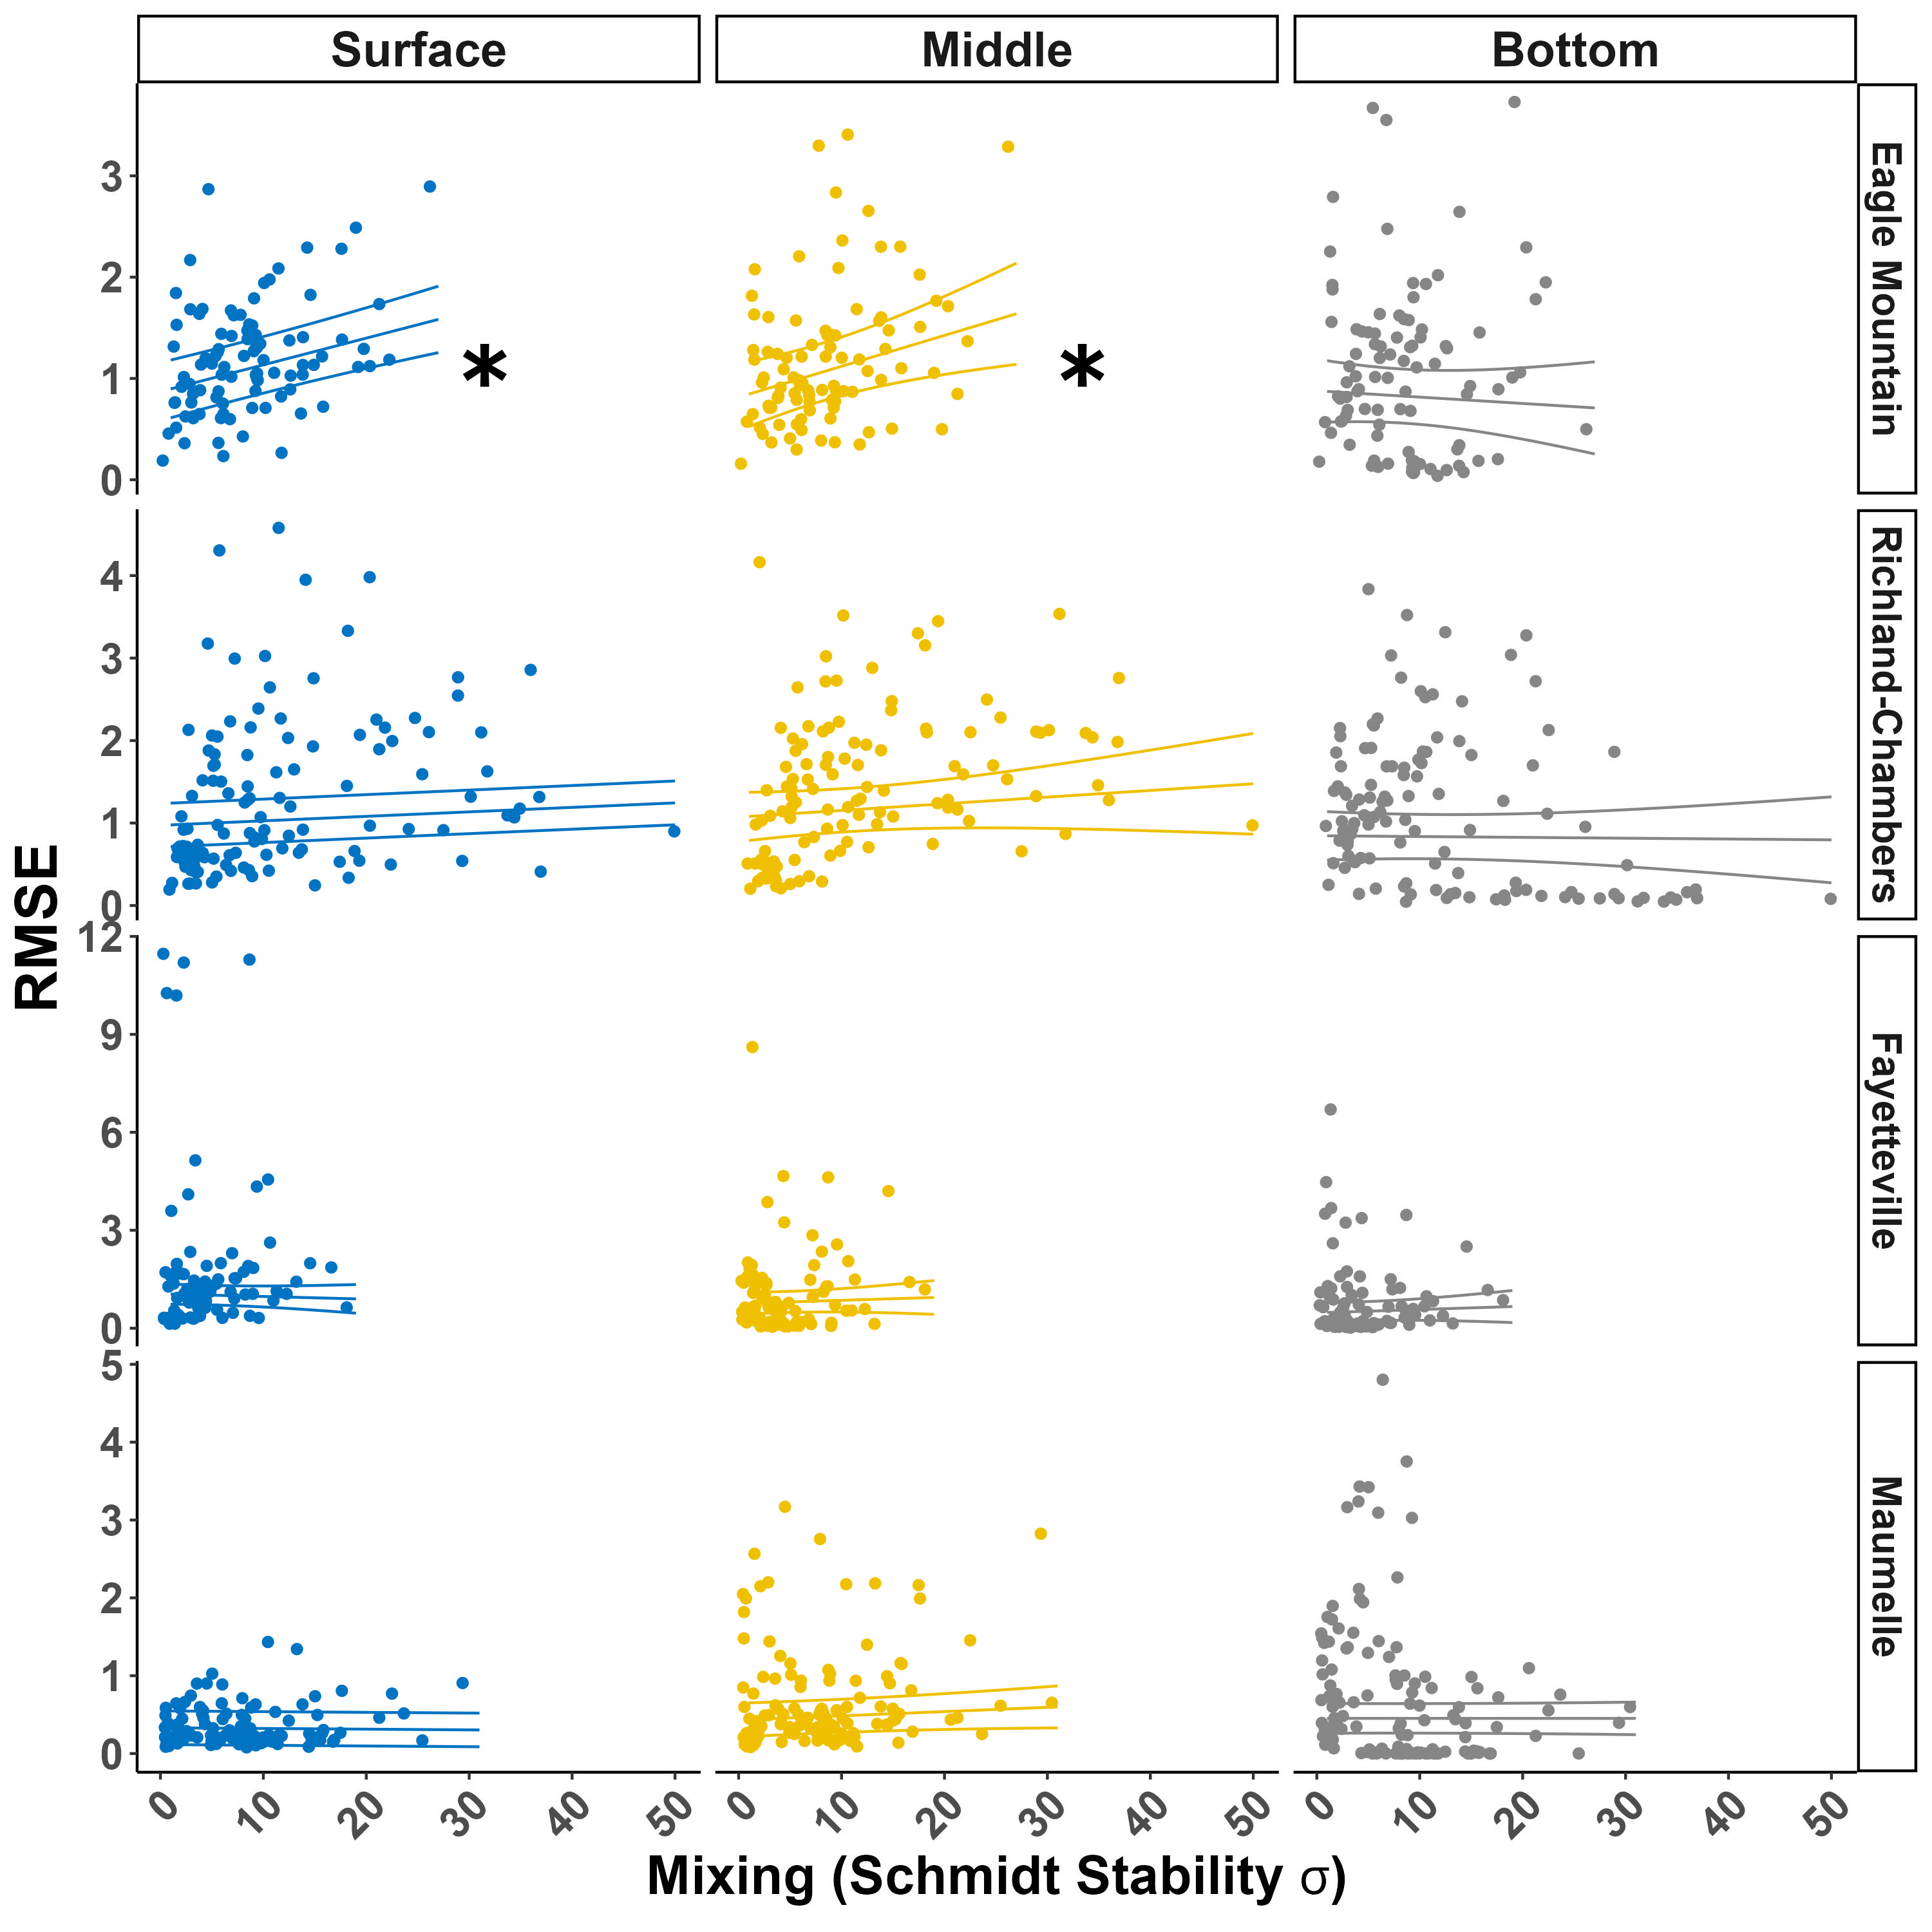 Surface Middle Bottom
Eagle Mountain
3
2
1
0
*
*
Richland-Chambers
4
3
2
1
0
RMSE
Fayetteville
12
9
6
3
0
Maumelle
5
4
3
2
1
0
0 10 20 30 40 50 0 10 20 30 40 50 0 10 20 30 40 50
Mixing (Schmidt Stability σ)